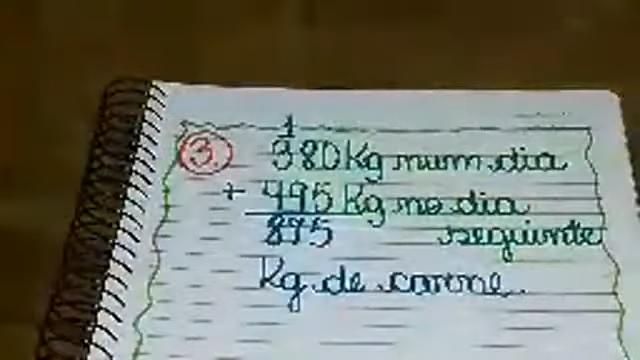 1
3. 380 Kg num dia
+ 495 Kg no dia
875 seguinte
Kg de carne.